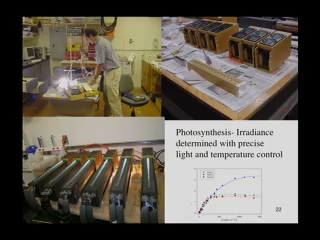 Photosynthesis- Irradiance
determined with precise
light and temperature control
22